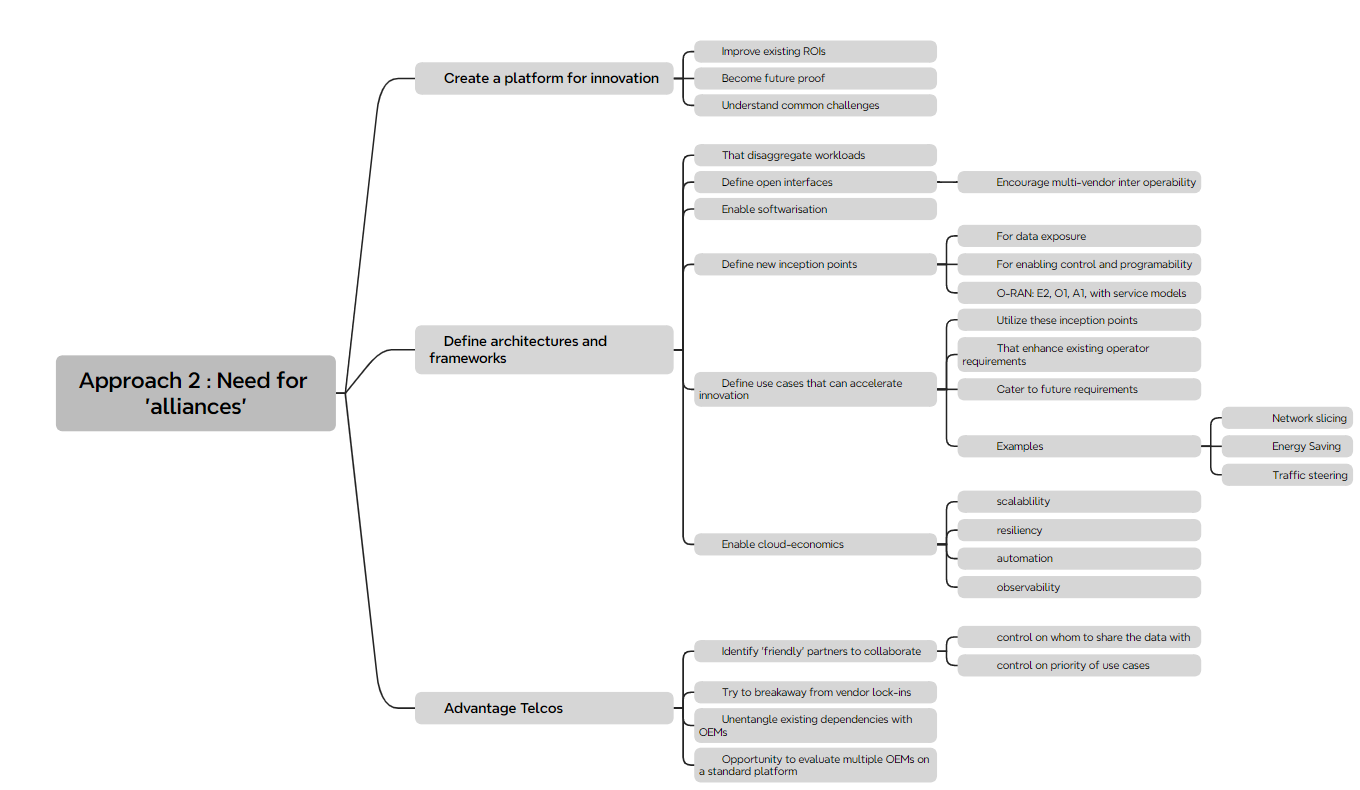 Approach 2 : Need for
'alliances'
Create a platform for innovation
Improve existing ROIs
Become future proof
Understand common challenges
Define architectures and
frameworks
That disaggregate workloads
Define open interfaces
Encourage multi-vendor inter operability
Enable softwarisation
Define new inception points
For data exposure
For enabling control and programability
O-RAN: E2, O1, A1, with service models
Define use cases that can accelerate
innovation
Utilize these inception points
That enhance existing operator
requirements
Cater to future requirements
Examples
Network slicing
Energy Saving
Traffic steering
Enable cloud-economics
scalablility
resiliency
automation
observability
Advantage Telcos
Identify 'friendly' partners to collaborate
control on whom to share the data with
control on priority of use cases
Try to breakaway from vendor lock-ins
Unentangle existing dependencies with
OEMs
Opportunity to evaluate multiple OEMs on
a standard platform